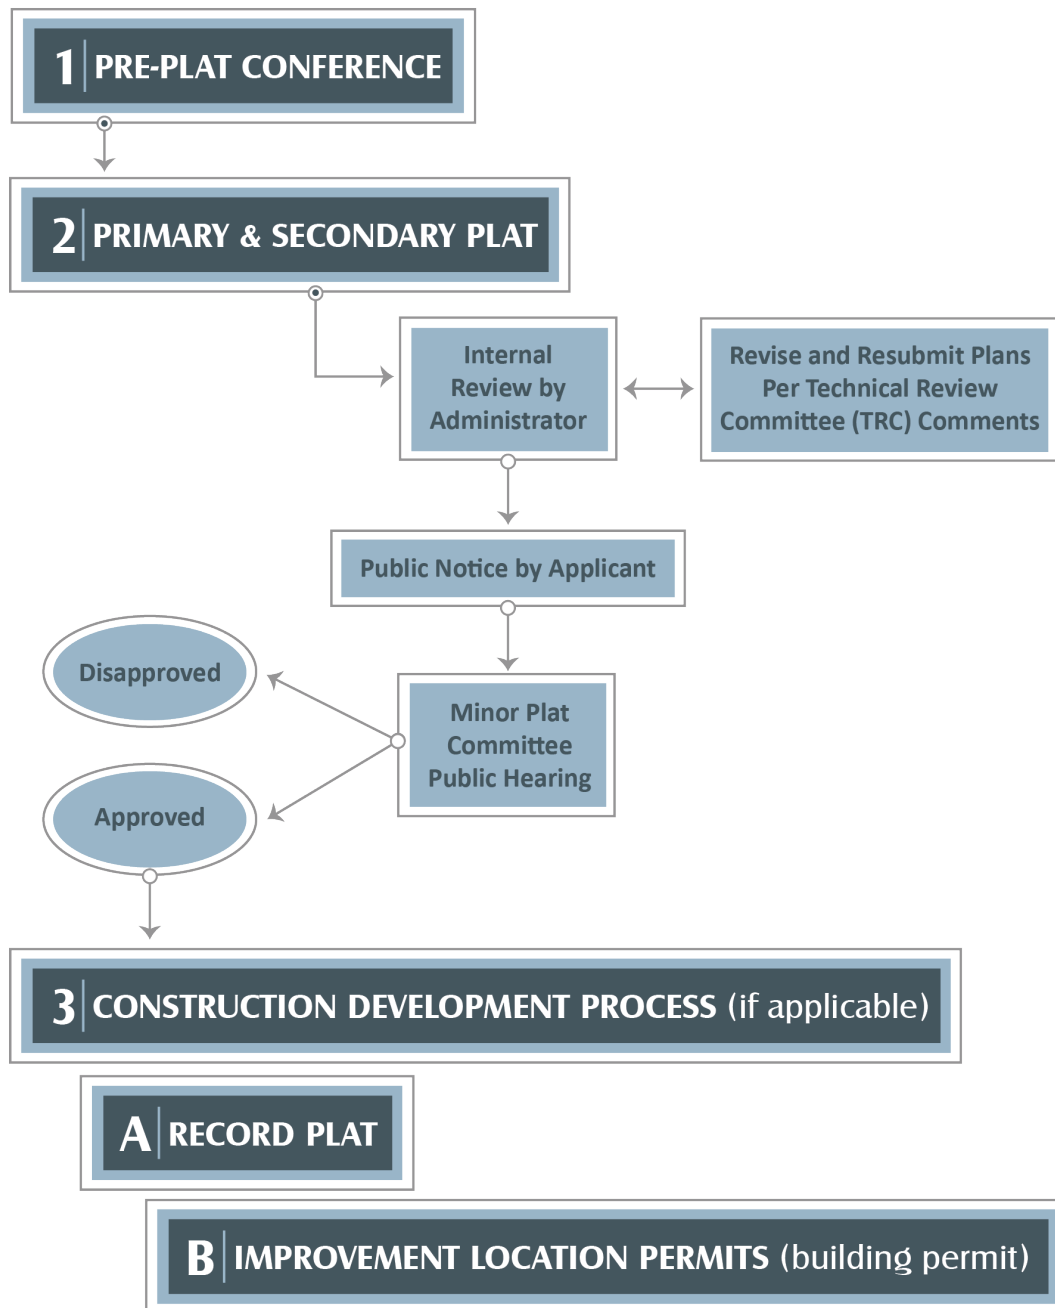 1 PRE-PLAT CONFERENCE
2 PRIMARY & SECONDARY PLAT
Internal
Review by
Administrator
Revise and Resubmit Plans
Per Technical Review
Committee (TRC) Comments
Public Notice by Applicant
Minor Plat
Committee
Public Hearing
Disapproved
Approved
3 CONSTRUCTION DEVELOPMENT PROCESS (if applicable)
A RECORD PLAT
B IMPROVEMENT LOCATION PERMITS (building permit)